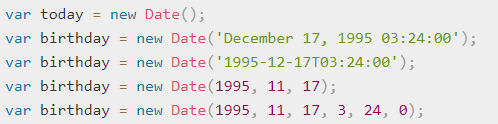 var today = new Date();
var birthday = new Date('December 17, 1995 03:24:00');
var birthday = new Date('1995-12-17T03:24:00');
var birthday = new Date(1995, 11, 17);
var birthday = new Date(1995, 11, 17, 3, 24, 0);